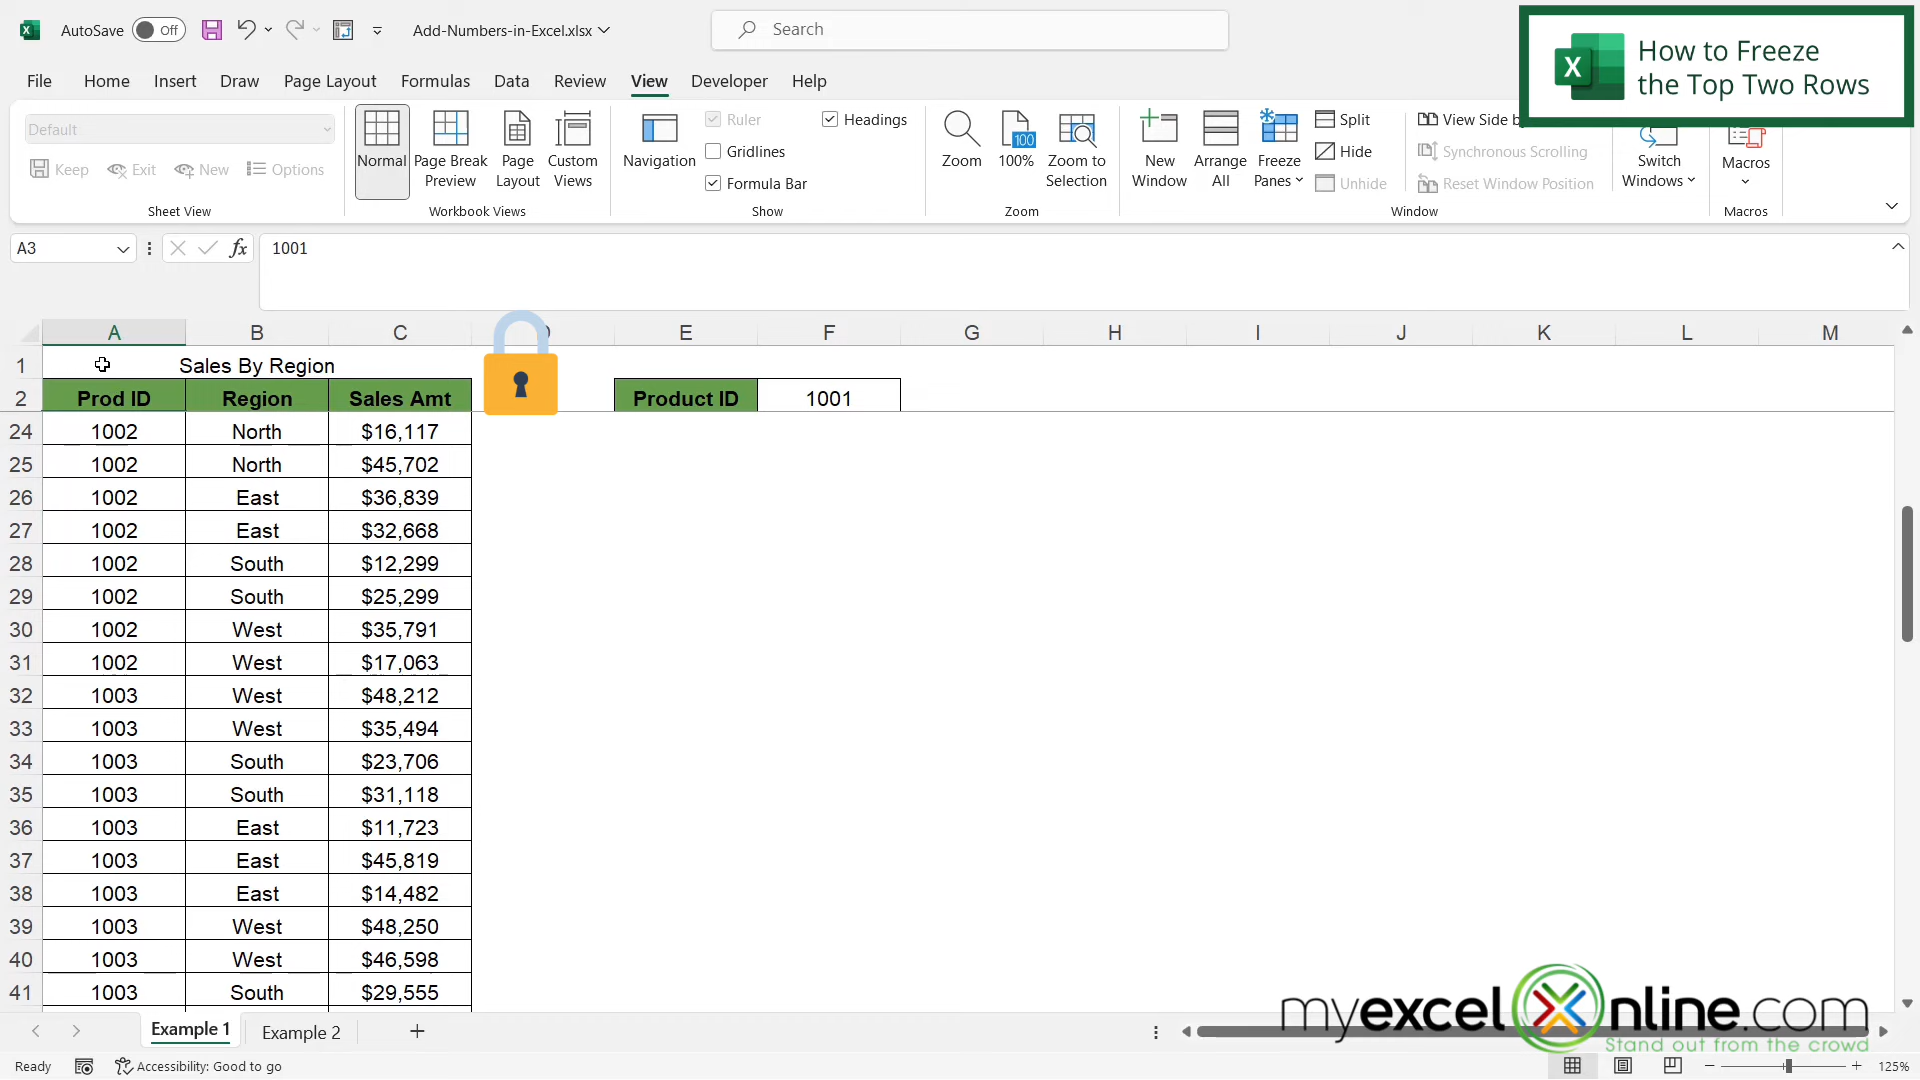 AutoSave Off Add-Numbers-in-Excel.xlsx Search
How to Freeze
the Top Two Rows
File Home Insert Draw Page Layout Formulas Data Review View Developer Help
Default
Keep Exit New Options
Sheet View
Normal
Page Break
Preview
Page
Layout
Custom
Views
Workbook Views
Navigation
Ruler
Gridlines
Formula Bar
Headings
Show
Zoom
100
100%
Zoom to
Selection
Zoom
New
Window
Arrange
All
Freeze
Panes
Split
Hide
Unhide
View Side b
Synchronous Scrolling
Reset Window Position
Switch
Windows
Window
Macros
Macros
A3 fx 1001
A B C E F G H I J K L M
1 Sales By Region
2 Prod ID Region Sales Amt Product ID 1001
24 1002 North $16,117
25 1002 North $45,702
26 1002 East $36,839
27 1002 East $32,668
28 1002 South $12,299
29 1002 South $25,299
30 1002 West $35,791
31 1002 West $17,063
32 1003 West $48,212
33 1003 West $35,494
34 1003 South $23,706
35 1003 South $31,118
36 1003 East $11,723
37 1003 East $45,819
38 1003 East $14,482
39 1003 West $48,250
40 1003 West $46,598
41 1003 South $29,555
myexcelOnline.com
Stand out from the crowd
Example 1 Example 2
Ready Accessibility: Good to go 125%